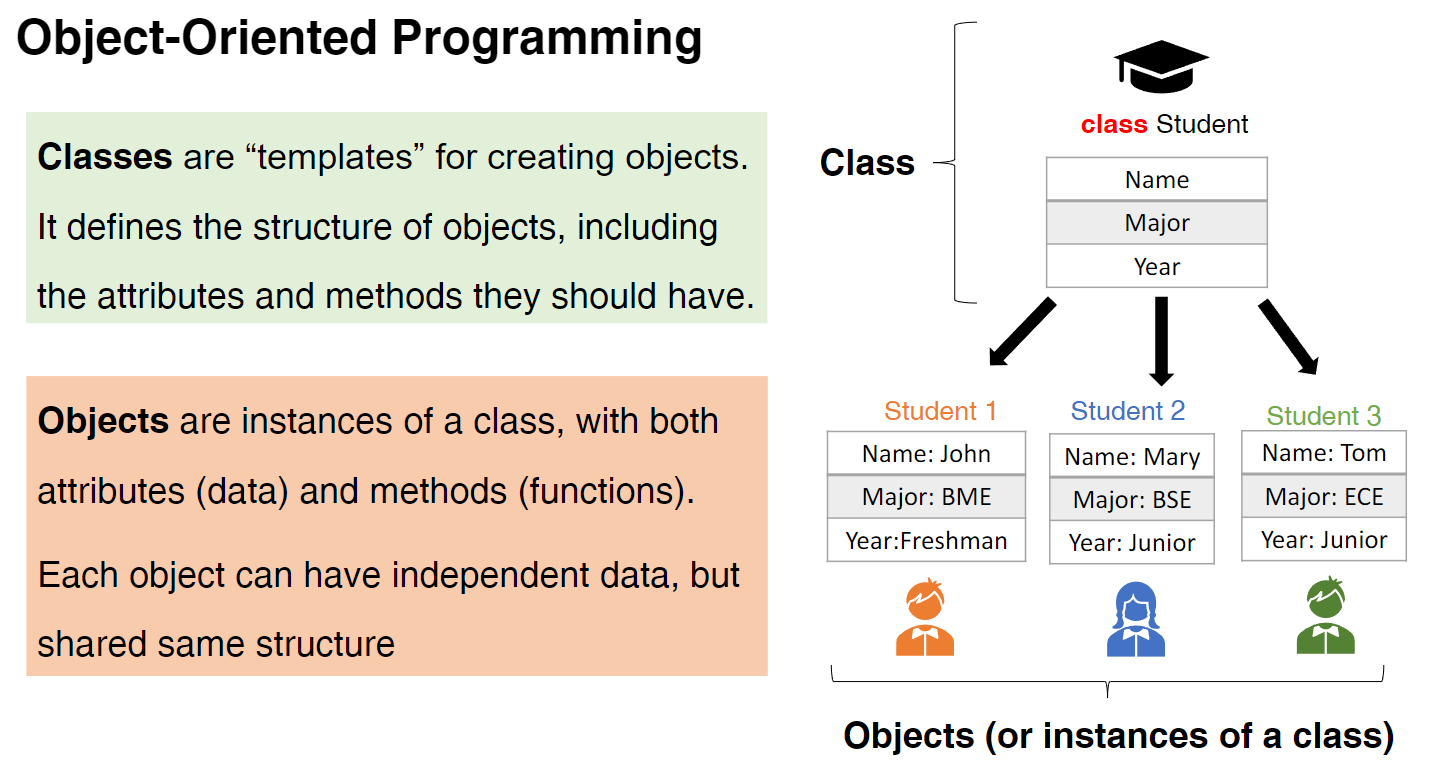 Object-Oriented Programming
Classes are “templates” for creating objects.
It defines the structure of objects, including
the attributes and methods they should have.
Objects are instances of a class, with both
attributes (data) and methods (functions).
Each object can have independent data, but
shared same structure
Class
class Student
Name
Major
Year
Student 1
Name: John
Major: BME
Year:Freshman
Student 2
Name: Mary
Major: BSE
Year: Junior
Student 3
Name: Tom
Major: ECE
Year: Junior
Objects (or instances of a class)